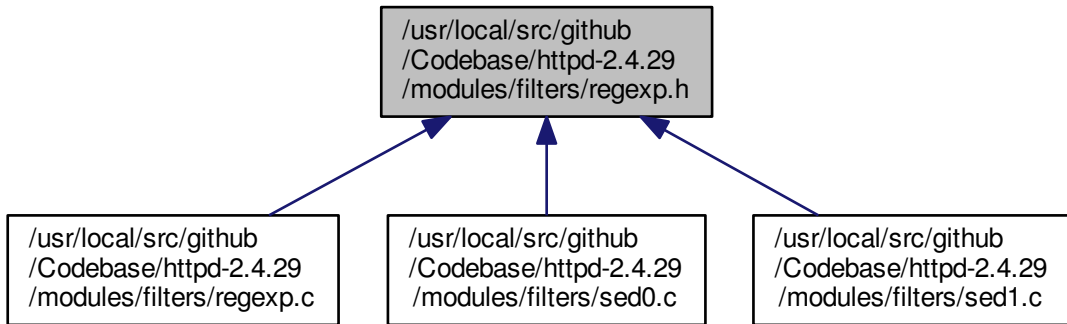 /usr/local/src/github
/Codebase/httpd-2.4.29
/modules/filters/regexp.h
/usr/local/src/github
/Codebase/httpd-2.4.29
/modules/filters/regexp.c
/usr/local/src/github
/Codebase/httpd-2.4.29
/modules/filters/sed0.c
/usr/local/src/github
/Codebase/httpd-2.4.29
/modules/filters/sed1.c